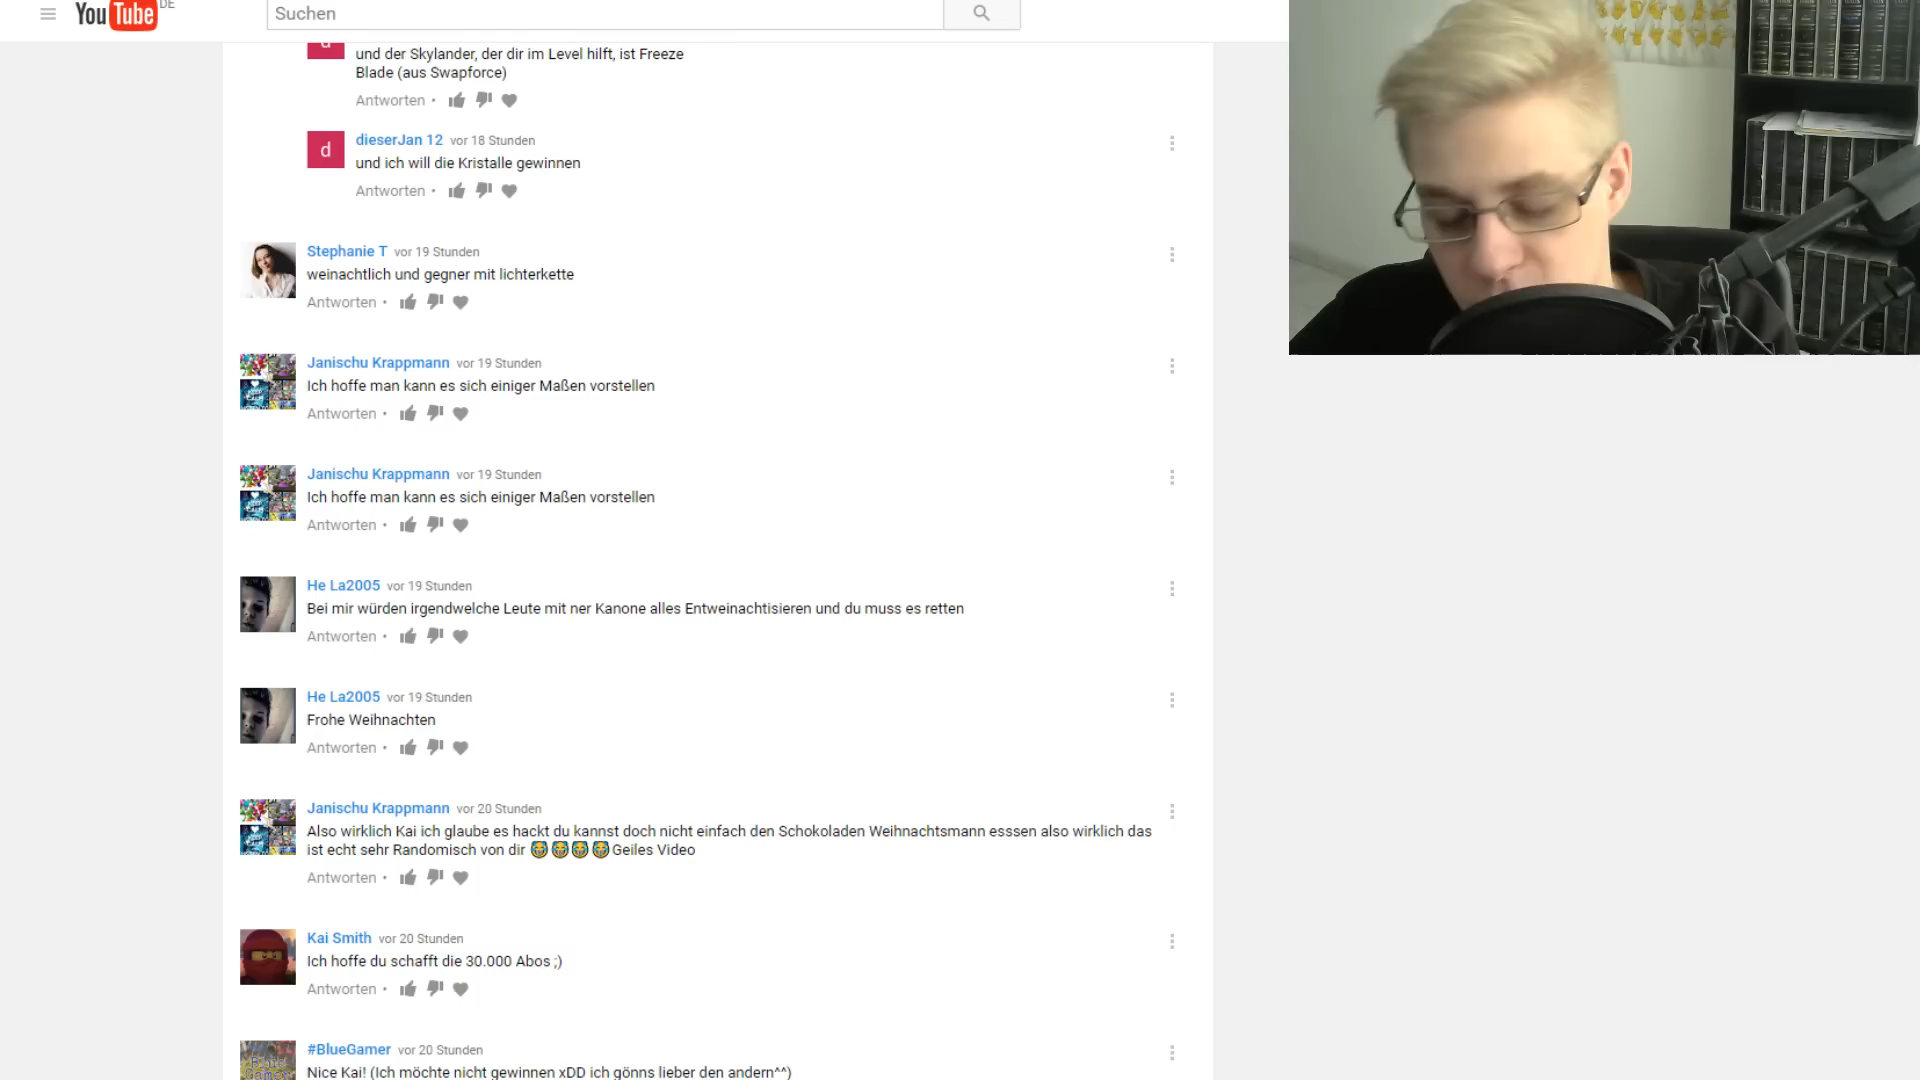 YouTube DE
Suchen
d
und der Skylander, der dir im Level hilft, ist Freeze
Blade (aus Swapforce)
Antworten •
d
dieserJan 12 vor 18 Stunden
und ich will die Kristalle gewinnen
Antworten •
Stephanie T vor 19 Stunden
weinachtlich und gegner mit lichterkette
Antworten •
Janischu Krappmann vor 19 Stunden
Ich hoffe man kann es sich einiger Maßen vorstellen
Antworten •
Janischu Krappmann vor 19 Stunden
Ich hoffe man kann es sich einiger Maßen vorstellen
Antworten •
He La2005 vor 19 Stunden
Bei mir würden irgendwelche Leute mit ner Kanone alles Entweinachtisieren und du muss es retten
Antworten •
He La2005 vor 19 Stunden
Frohe Weihnachten
Antworten •
Janischu Krappmann vor 20 Stunden
Also wirklich Kai ich glaube es hackt du kannst doch nicht einfach den Schokoladen Weihnachtsmann esssen also wirklich das
ist echt sehr Randomisch von dir 😂😂😂😂Geiles Video
Antworten •
Kai Smith vor 20 Stunden
Ich hoffe du schafft die 30.000 Abos ;)
Antworten •
#BlueGamer vor 20 Stunden
Nice Kai! (Ich möchte nicht gewinnen xDD ich gönns lieber den andern^^)